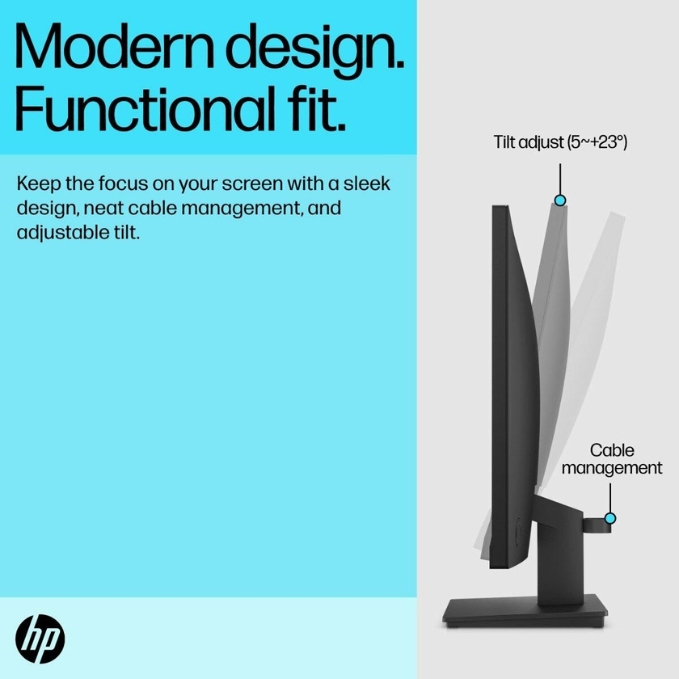 Modern design.
Functional fit.
Keep the focus on your screen with a sleek
design, neat cable management, and
adjustable tilt.
Tilt adjust (5~+23°)
Cable
management
hp